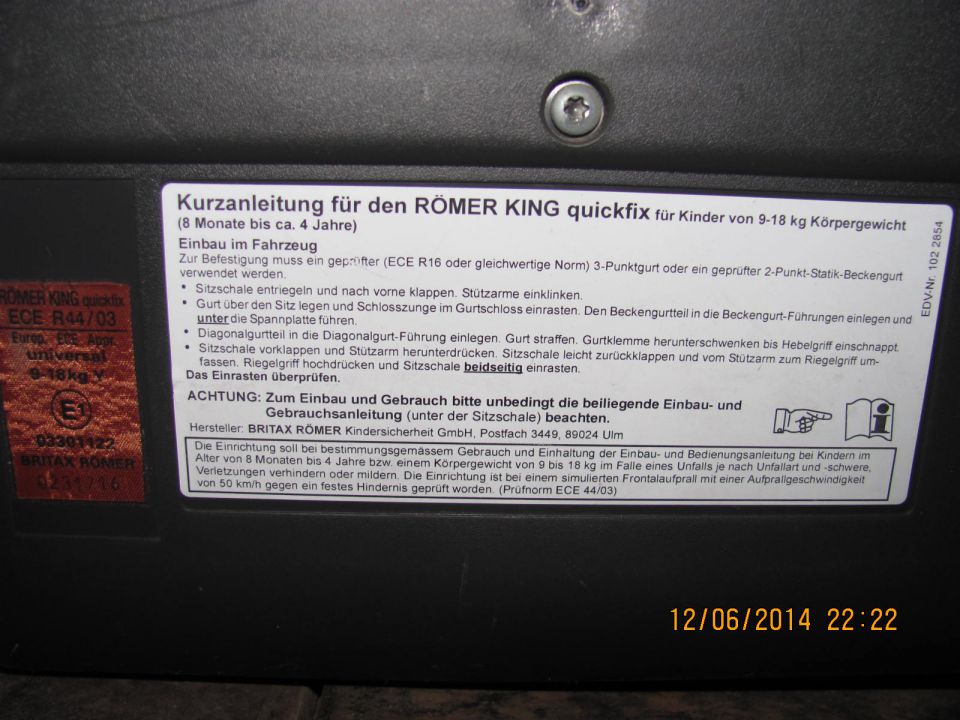 Kurzanleitung für den RÖMER KING quickfix für Kinder von 9-18 kg Körpergewicht
(8 Monate bis ca. 4 Jahre)
Einbau im Fahrzeug
Zur Befestigung muss ein geprüfter (ECE R16 oder gleichwertige Norm) 3-Punktgurt oder ein geprüfter 2-Punkt-Statik-Beckengurt
verwendet werden.
• Sitzschale entriegeln und nach vorne klappen. Stützarme einklinken.
• Gurt über den Sitz legen und Schlosszunge im Gurtschloss einrasten. Den Beckengurtteil in die Beckengurt-Führungen einlegen und
unter die Spannplatte führen.
• Diagonalgurtteil in die Diagonalgurt-Führung einlegen. Gurt straffen. Gurtklemme herunterschwenken bis Hebelgriff einschnappt.
• Sitzschale vorklappen und Stützarm herunterdrücken. Sitzschale leicht zurückklappen und vom Stützarm zum Riegelgriff um-
fassen. Riegelgriff hochdrücken und Sitzschale beidseitig einrasten.
Das Einrasten überprüfen.
ACHTUNG: Zum Einbau und Gebrauch bitte unbedingt die beiliegende Einbau- und
Gebrauchsanleitung (unter der Sitzschale) beachten.
Hersteller: BRITAX RÖMER Kindersicherheit GmbH, Postfach 3449, 89024 Ulm
Die Einrichtung soll bei bestimmungsgemässem Gebrauch und Einhaltung der Einbau- und Bedienungsanleitung bei Kindern im
Alter von 8 Monaten bis 4 Jahre bzw. einem Körpergewicht von 9 bis 18 kg im Falle eines Unfalls je nach Unfallart und -schwere,
Verletzungen verhindern oder mildern. Die Einrichtung ist bei einem simulierten Frontalaufprall mit einer Aufprallgeschwindigkeit
von 50 km/h gegen ein festes Hindernis geprüft worden. (Prüfnorm ECE 44/03)
EDV-Nr. 102 2854
RÖMER KING quickfix
ECE R44/03
Europ. ECE Appr.
universal
9-18kg Y
E1
03301122
BRITAX RÖMER
0231/16
12/06/2014 22:22